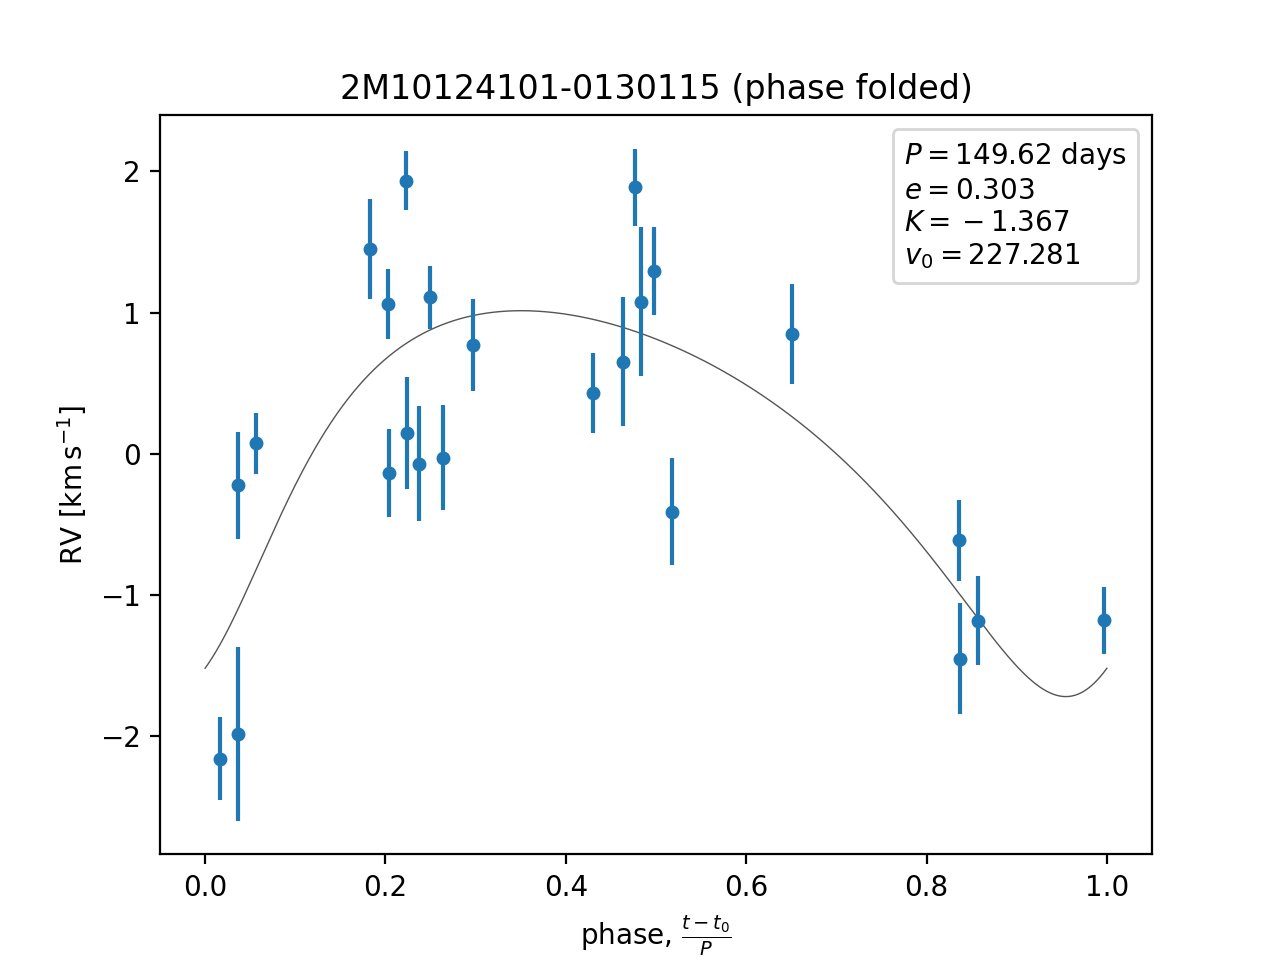 2M10124101-0130115 (phase folded)
P = 149.62 days
e = 0.303
K = −1.367
v₀ = 227.281
2
1
0
−1
−2
RV [km s⁻¹]
0.0 0.2 0.4 0.6 0.8 1.0
phase, (t − t₀)/P